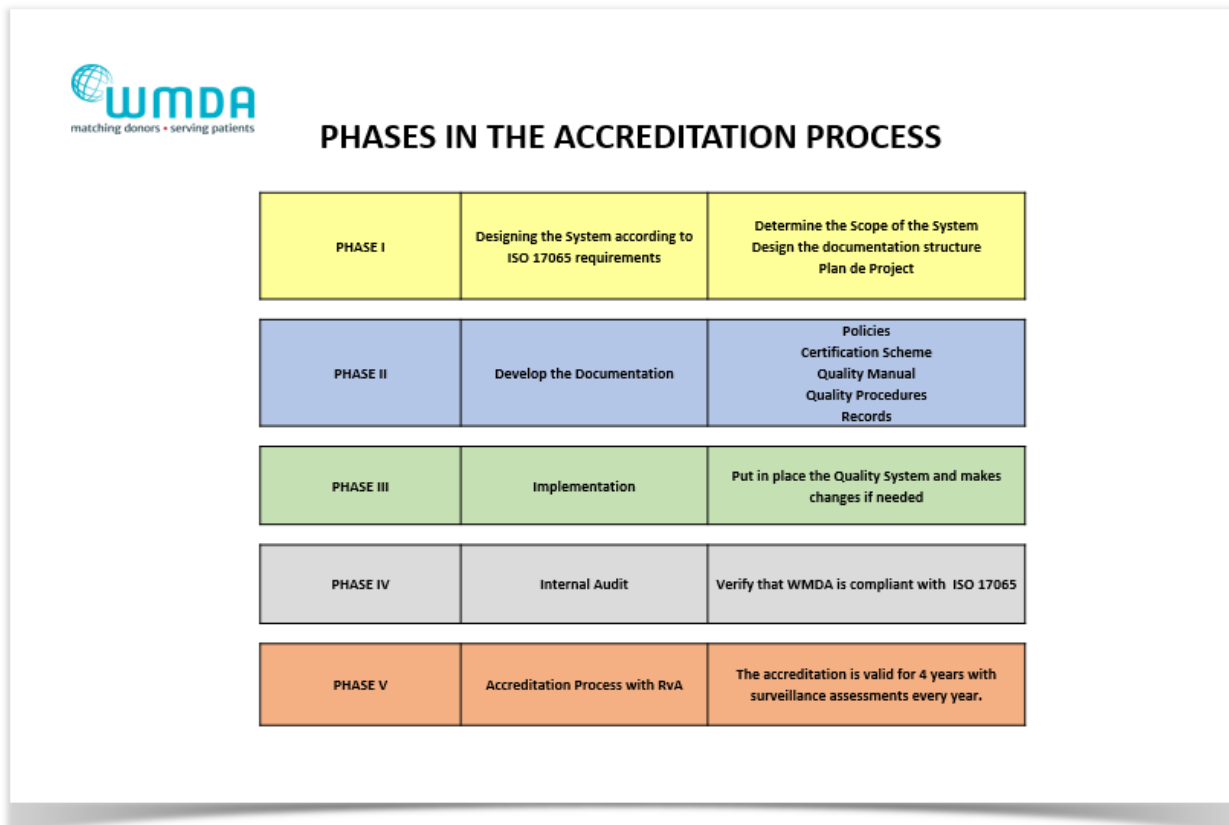 WMDA
matching donors • serving patients
PHASES IN THE ACCREDITATION PROCESS
PHASE I
Designing the System according to
ISO 17065 requirements
Determine the Scope of the System
Design the documentation structure
Plan de Project
PHASE II
Develop the Documentation
Policies
Certification Scheme
Quality Manual
Quality Procedures
Records
PHASE III
Implementation
Put in place the Quality System and makes
changes if needed
PHASE IV
Internal Audit
Verify that WMDA is compliant with ISO 17065
PHASE V
Accreditation Process with RvA
The accreditation is valid for 4 years with
surveillance assessments every year.